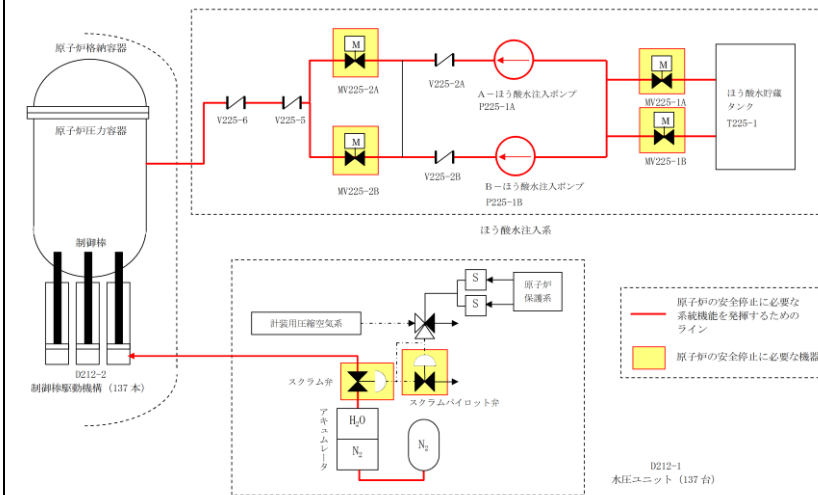 原子炉格納容器
原子炉圧力容器
制御棒
D212-2
制御棒駆動機構（137 本）
V225-6
V225-5
M
MV225-2A
V225-2A
A－ほう酸水注入ポンプ
P225-1A
M
MV225-1A
M
MV225-2B
V225-2B
B－ほう酸水注入ポンプ
P225-1B
M
MV225-1B
ほう酸水貯蔵
タンク
T225-1
ほう酸水注入系
計装用圧縮空気系
S
S
原子炉
保護系
スクラム弁
スクラムパイロット弁
アキュムレータ
H₂O
N₂
N₂
D212-1
水圧ユニット（137 台）
原子炉の安全停止に必要な
系統機能を発揮するための
ライン
原子炉の安全停止に必要な機器